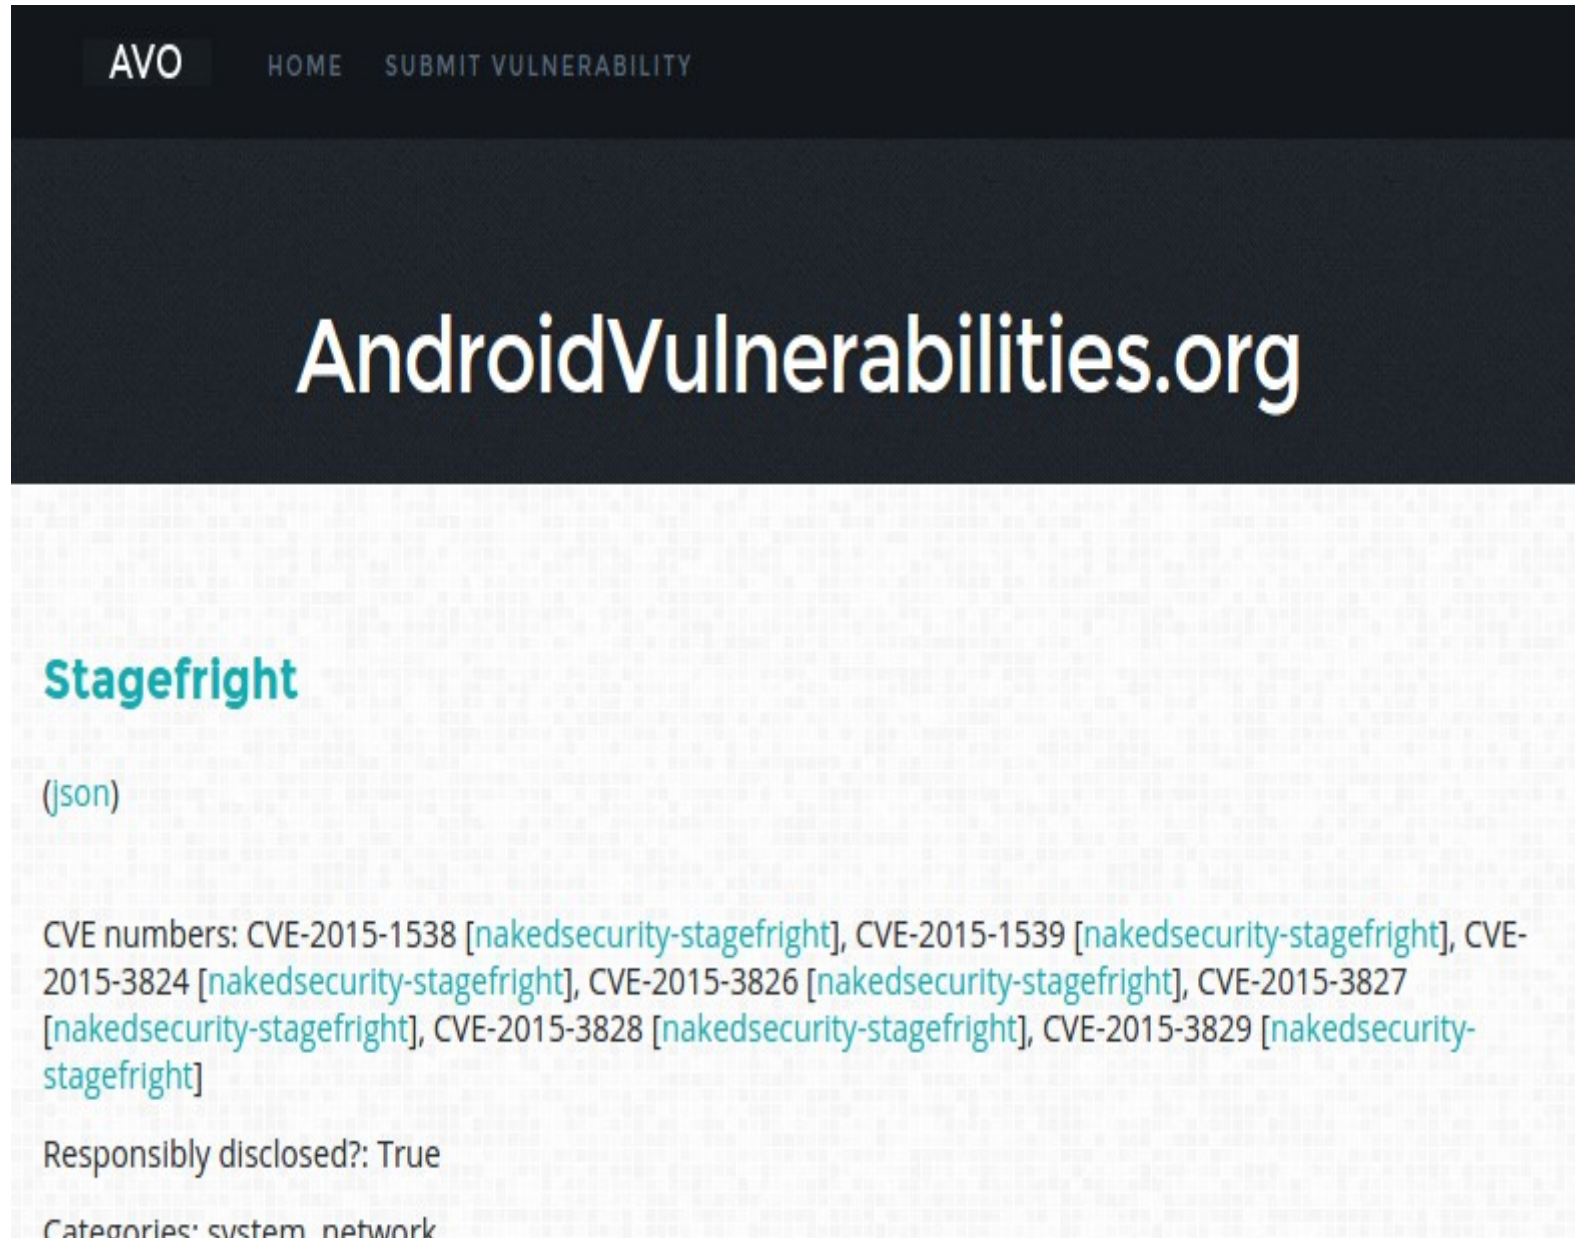 AVO HOME SUBMIT VULNERABILITY
AndroidVulnerabilities.org
Stagefright
(json)
CVE numbers: CVE-2015-1538 [nakedsecurity-stagefright], CVE-2015-1539 [nakedsecurity-stagefright], CVE-
2015-3824 [nakedsecurity-stagefright], CVE-2015-3826 [nakedsecurity-stagefright], CVE-2015-3827
[nakedsecurity-stagefright], CVE-2015-3828 [nakedsecurity-stagefright], CVE-2015-3829 [nakedsecurity-
stagefright]
Responsibly disclosed?: True
Categories: system, network